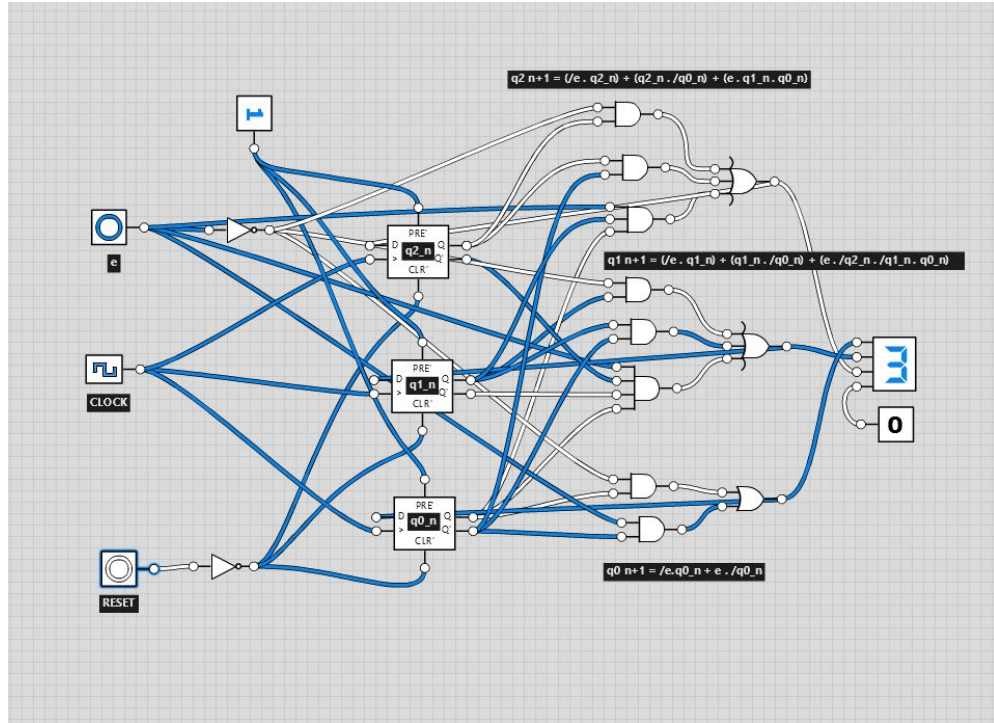 q2 n+1 = (/e . q2_n) + (q2_n ./q0_n) + (e . q1_n . q0_n)
1
PRE'
D Q
q2_n
> Q'
CLR'
e
q1 n+1 = (/e . q1_n) + (q1_n ./q0_n) + (e ./q2_n ./q1_n . q0_n)
3
PRE'
D Q
q1_n
> Q'
CLR'
CLOCK
0
PRE'
D Q
q0_n
> Q'
CLR'
q0 n+1 = /e.q0_n + e ./q0_n
RESET